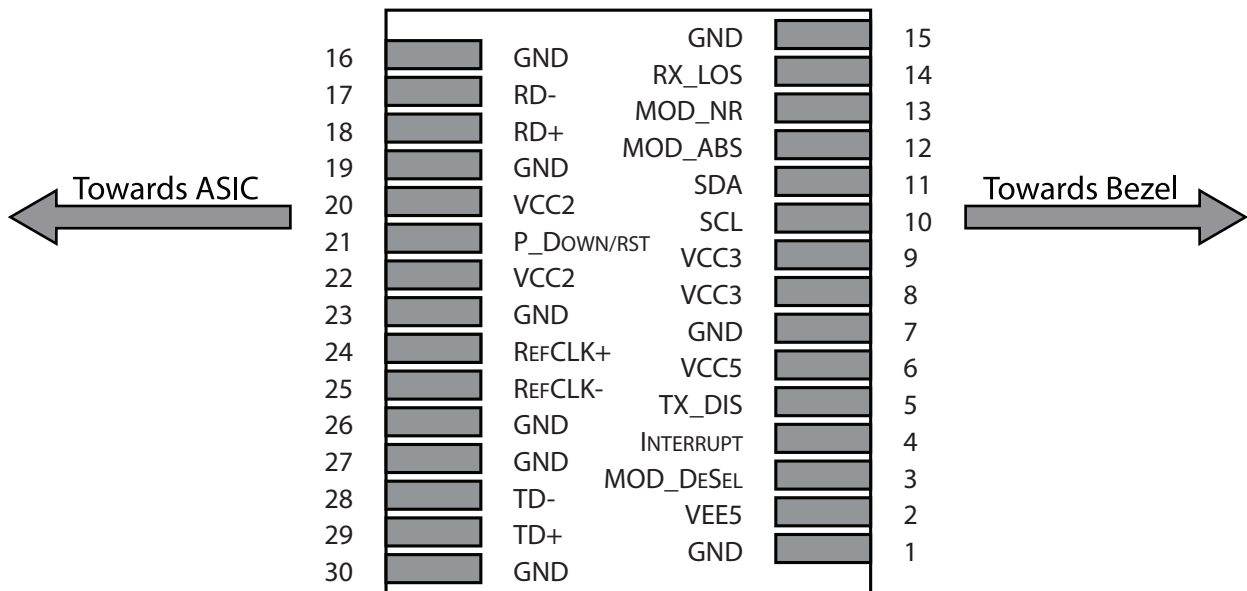 GND 15
16 GND
RX_LOS 14
17 RD-
MOD_NR 13
18 RD+
MOD_ABS 12
19 GND
SDA 11
Towards ASIC
Towards Bezel
20 VCC2
SCL 10
21 P_DOWN/RST
VCC3 9
22 VCC2
VCC3 8
23 GND
GND 7
24 REFCLK+
VCC5 6
25 REFCLK-
TX_DIS 5
26 GND
INTERRUPT 4
27 GND
MOD_DESEL 3
28 TD-
VEE5 2
29 TD+
GND 1
30 GND